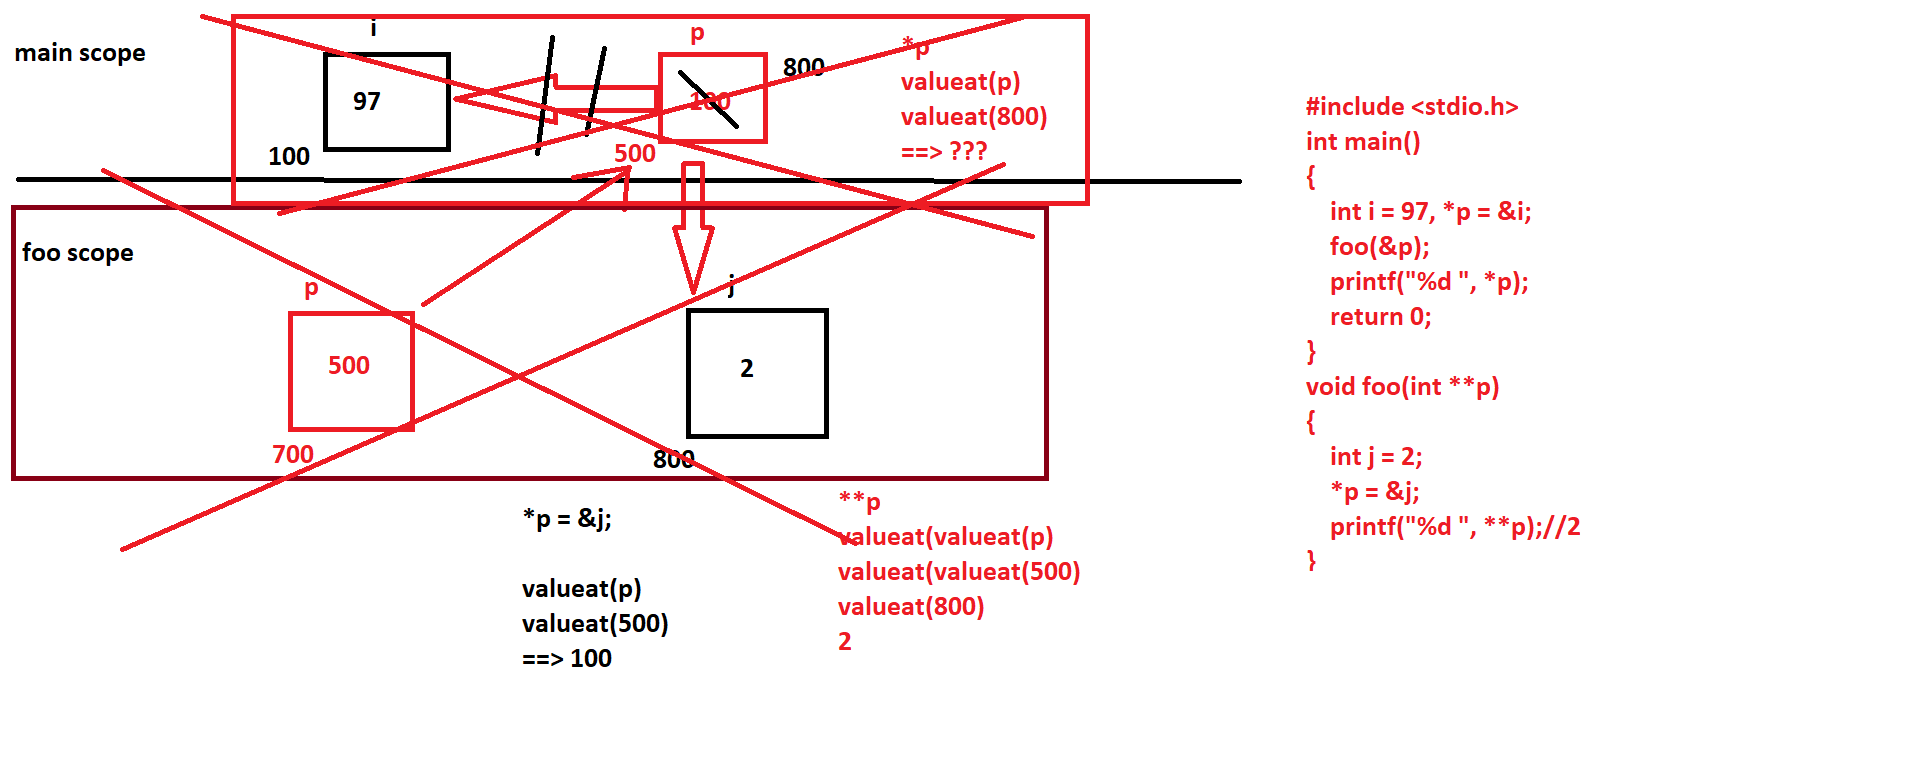 main scope
i
97
100
p
100
800
500
*p
valueat(p)
valueat(800)
==> ???
foo scope
p
500
700
j
2
800
*p = &j;
valueat(p)
valueat(500)
==> 100
**p
valueat(valueat(p)
valueat(valueat(500)
valueat(800)
2
#include <stdio.h>
int main()
{
int i = 97, *p = &i;
foo(&p);
printf("%d ", *p);
return 0;
}
void foo(int **p)
{
int j = 2;
*p = &j;
printf("%d ", **p);//2
}